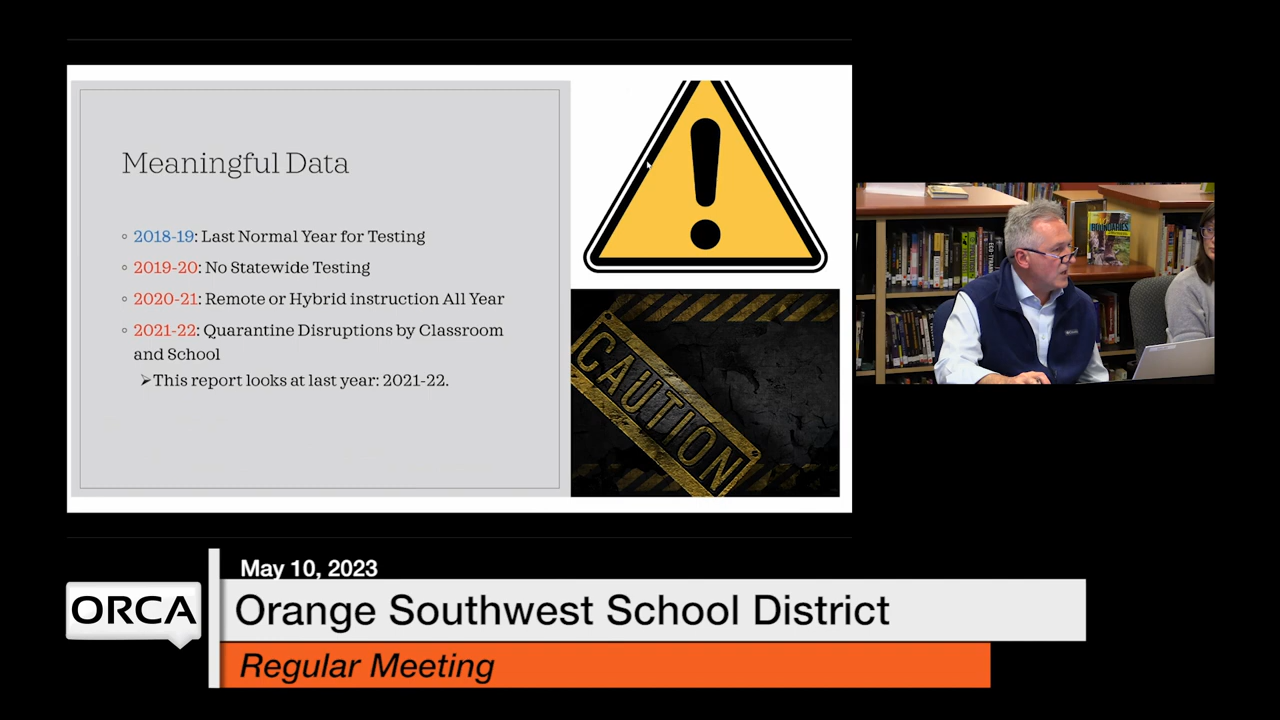 Meaningful Data
◦ 2018-19: Last Normal Year for Testing
◦ 2019-20: No Statewide Testing
◦ 2020-21: Remote or Hybrid instruction All Year
◦ 2021-22: Quarantine Disruptions by Classroom
and School
➢This report looks at last year: 2021-22.
CAUTION
BOUNDARIES
May 10, 2023
ORCA
Orange Southwest School District
Regular Meeting